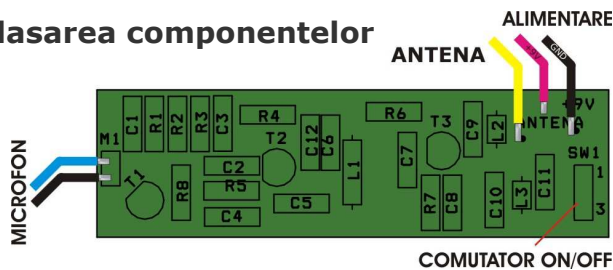 lasarea componentelor
ALIMENTARE
ANTENA
+9V
GND
+9V
ANTENA
MICROFON
M1
C1
R1
R2
R3
C3
R4
T2
C12
C6
L1
R6
C7
T3
C9
L2
SW1
1
3
T1
R8
C2
R5
C4
C5
R7
C8
C10
L3
C11
COMUTATOR ON/OFF